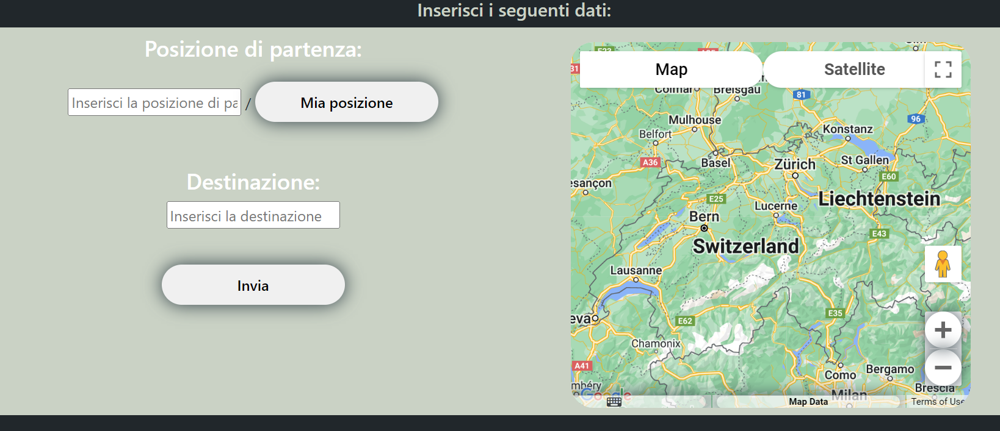 Inserisci i seguenti dati:
Posizione di partenza:
Inserisci la posizione di pa / Mia posizione
Destinazione:
Inserisci la destinazione
Invia
E23
31
Map
Satellite
Colmar
Breisgau
81
Mulhouse
96
Belfort
Konstanz
A36
Basel
Zürich
St Gallen
E60
esançon
Liechtenstein
E25
Lucerne
Bern
E43
Switzerland
Lausanne
E35
eva
E62
Chamonix
A41
Como
Bergamo
mbéry
Brescia
Google
Milan
Map Data
Terms of Use